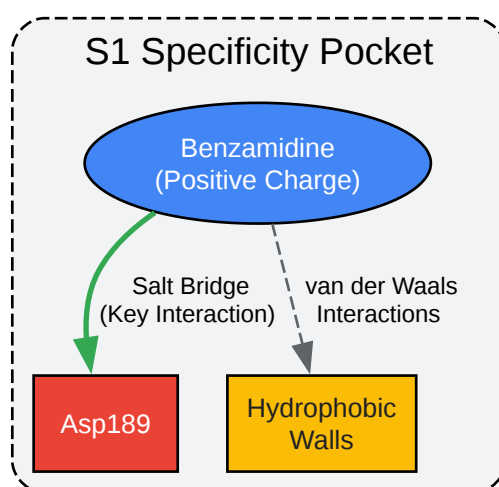 S1 Specificity Pocket
Benzamidine
(Positive Charge)
Salt Bridge
(Key Interaction)
van der Waals
Interactions
Asp189
Hydrophobic
Walls